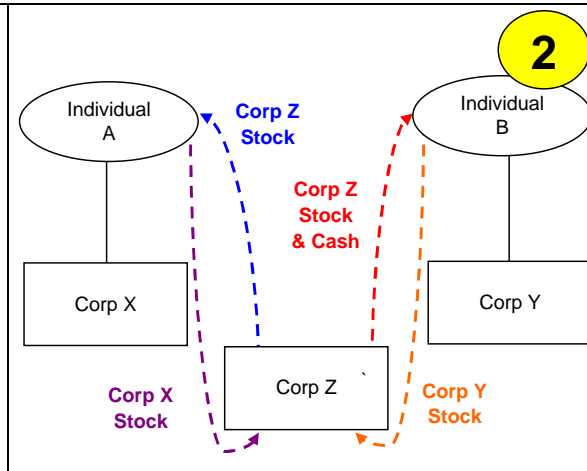 2
Individual
A
Corp Z
Stock
Individual
B
Corp Z
Stock
& Cash
Corp X
Corp Y
Corp Z `
Corp X
Stock
Corp Y
Stock